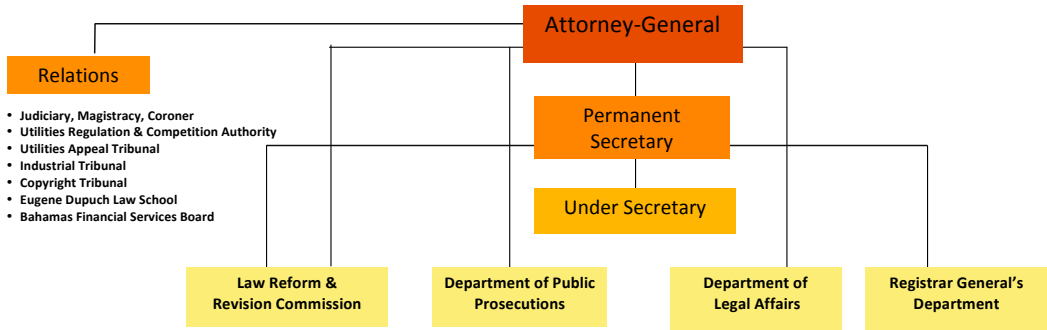 Attorney-General
Relations
• Judiciary, Magistracy, Coroner
• Utilities Regulation & Competition Authority
• Utilities Appeal Tribunal
• Industrial Tribunal
• Copyright Tribunal
• Eugene Dupuch Law School
• Bahamas Financial Services Board
Permanent
Secretary
Under Secretary
Law Reform &
Revision Commission
Department of Public
Prosecutions
Department of
Legal Affairs
Registrar General’s
Department